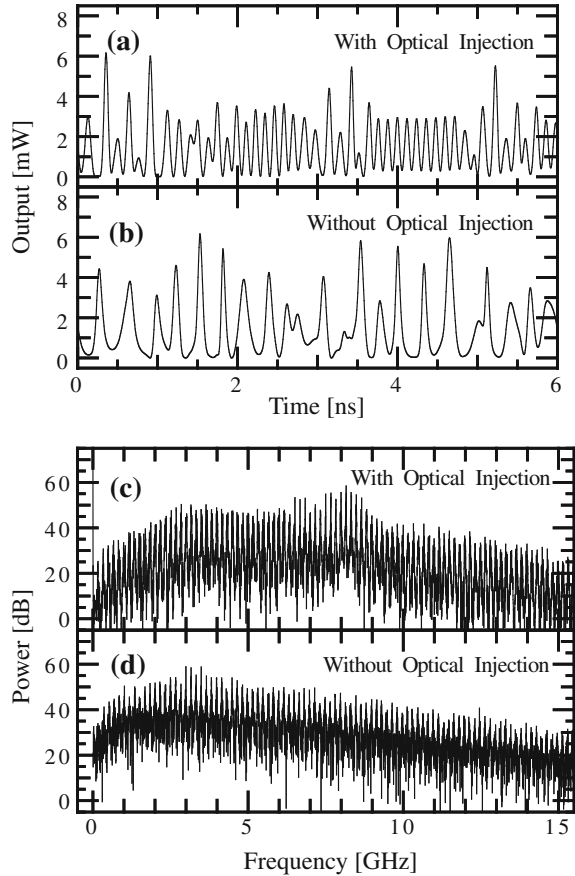 8
(a)
With Optical Injection
6
4
2
0
8
(b)
Without Optical Injection
6
4
2
0
Output [mW]
0 2 4 6
Time [ns]
60
(c)
With Optical Injection
40
20
0
60
(d)
Without Optical Injection
40
20
0
Power [dB]
0 5 10 15
Frequency [GHz]